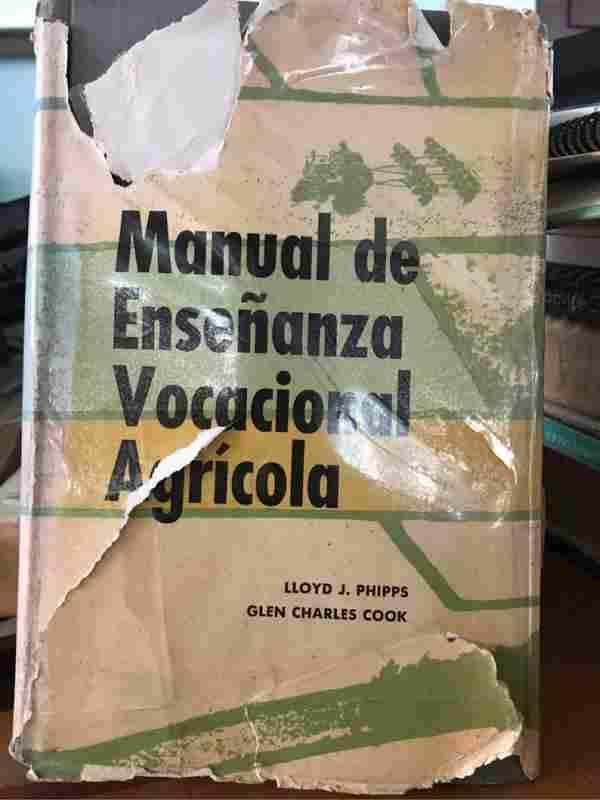 Manual de
Enseñanza
Vocacional
Agrícola
LLOYD J. PHIPPS
GLEN CHARLES COOK